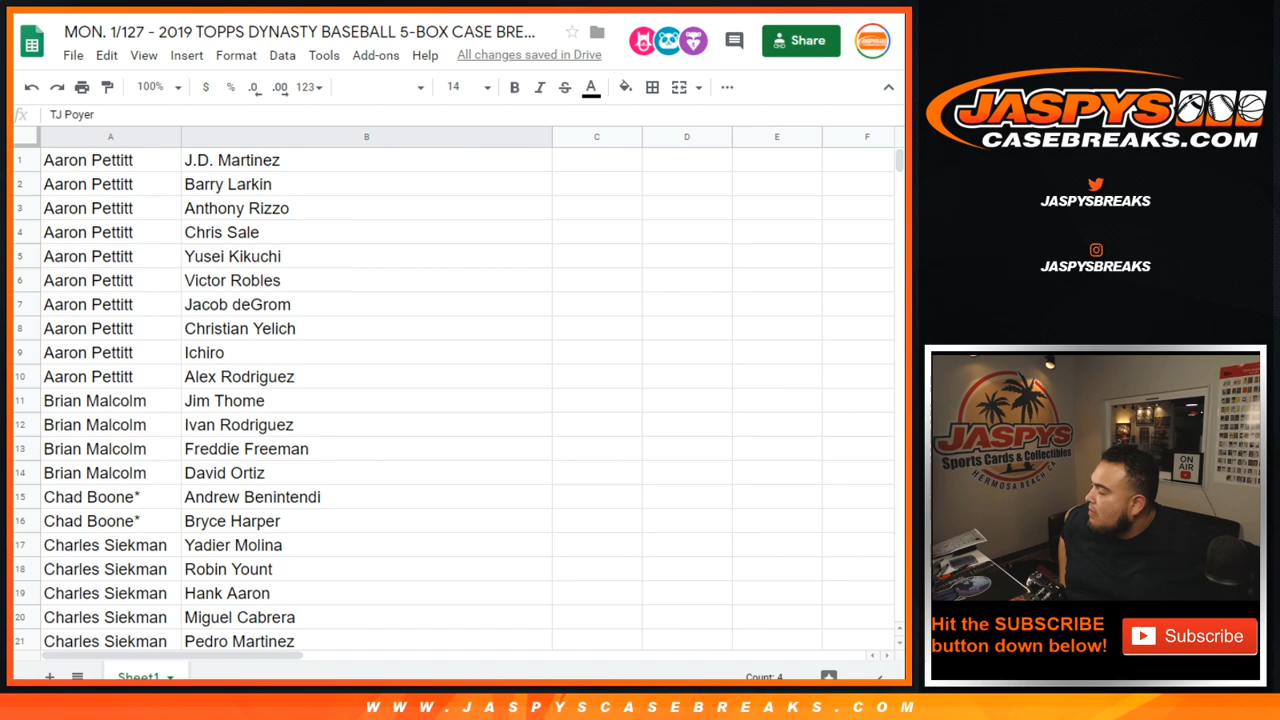 MON. 1/127 - 2019 TOPPS DYNASTY BASEBALL 5-BOX CASE BRE...
Share
File Edit View Insert Format Data Tools Add-ons Help All changes saved in Drive
100% $ % .0 .00 123 14 B I S A
fx TJ Poyer
A B C D E F
1 Aaron Pettitt J.D. Martinez
2 Aaron Pettitt Barry Larkin
3 Aaron Pettitt Anthony Rizzo
4 Aaron Pettitt Chris Sale
5 Aaron Pettitt Yusei Kikuchi
6 Aaron Pettitt Victor Robles
7 Aaron Pettitt Jacob deGrom
8 Aaron Pettitt Christian Yelich
9 Aaron Pettitt Ichiro
10 Aaron Pettitt Alex Rodriguez
11 Brian Malcolm Jim Thome
12 Brian Malcolm Ivan Rodriguez
13 Brian Malcolm Freddie Freeman
14 Brian Malcolm David Ortiz
15 Chad Boone* Andrew Benintendi
16 Chad Boone* Bryce Harper
17 Charles Siekman Yadier Molina
18 Charles Siekman Robin Yount
19 Charles Siekman Hank Aaron
20 Charles Siekman Miguel Cabrera
21 Charles Siekman Pedro Martinez
Sheet1 Count: 4
JASPYS
CASEBREAKS.COM
JASPYSBREAKS
JASPYSBREAKS
JASPYS
Sports Cards & Collectibles
HERMOSA BEACH CA
ON
AIR
Hit the SUBSCRIBE
button down below!
Subscribe
WWW.JASPYSCASEBREAKS.COM